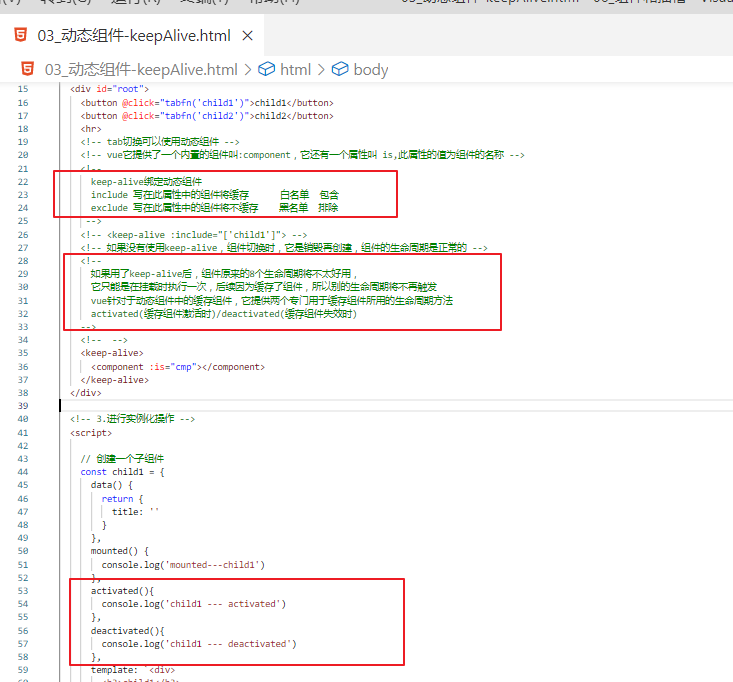 转到(G) 运行(R) 终端(T) 帮助(H)
03_动态组件-keepAlive.html
03_动态组件-keepAlive.html > html > body
15 <div id="root">
16 <button @click="tabfn('child1')">child1</button>
17 <button @click="tabfn('child2')">child2</button>
18 <hr>
19 <!-- tab切换可以使用动态组件 -->
20 <!-- vue它提供了一个内置的组件叫:component，它还有一个属性叫 is,此属性的值为组件的名称 -->
21 <!--
22 keep-alive绑定动态组件
23 include 写在此属性中的组件将缓存 白名单 包含
24 exclude 写在此属性中的组件将不缓存 黑名单 排除
25 -->
26 <!-- <keep-alive :include="['child1']"> -->
27 <!-- 如果没有使用keep-alive，组件切换时，它是销毁再创建，组件的生命周期是正常的 -->
28 <!--
29 如果用了keep-alive后，组件原来的8个生命周期将不太好用，
30 它只能是在挂载时执行一次，后续因为缓存了组件，所以别的生命周期将不再触发
31 vue针对于动态组件中的缓存组件，它提供两个专门用于缓存组件所用的生命周期方法
32 activated(缓存组件激活时)/deactivated(缓存组件失效时)
33 -->
34 <!-- -->
35 <keep-alive>
36 <component :is="cmp"></component>
37 </keep-alive>
38 </div>
39
40 <!-- 3.进行实例化操作 -->
41 <script>
42
43 // 创建一个子组件
44 const child1 = {
45 data() {
46 return {
47 title: ''
48 }
49 },
50 mounted() {
51 console.log('mounted---child1')
52 },
53 activated(){
54 console.log('child1 --- activated')
55 },
56 deactivated(){
57 console.log('child1 --- deactivated')
58 },
59 template: `<div>
60 <h3>child1</h3>